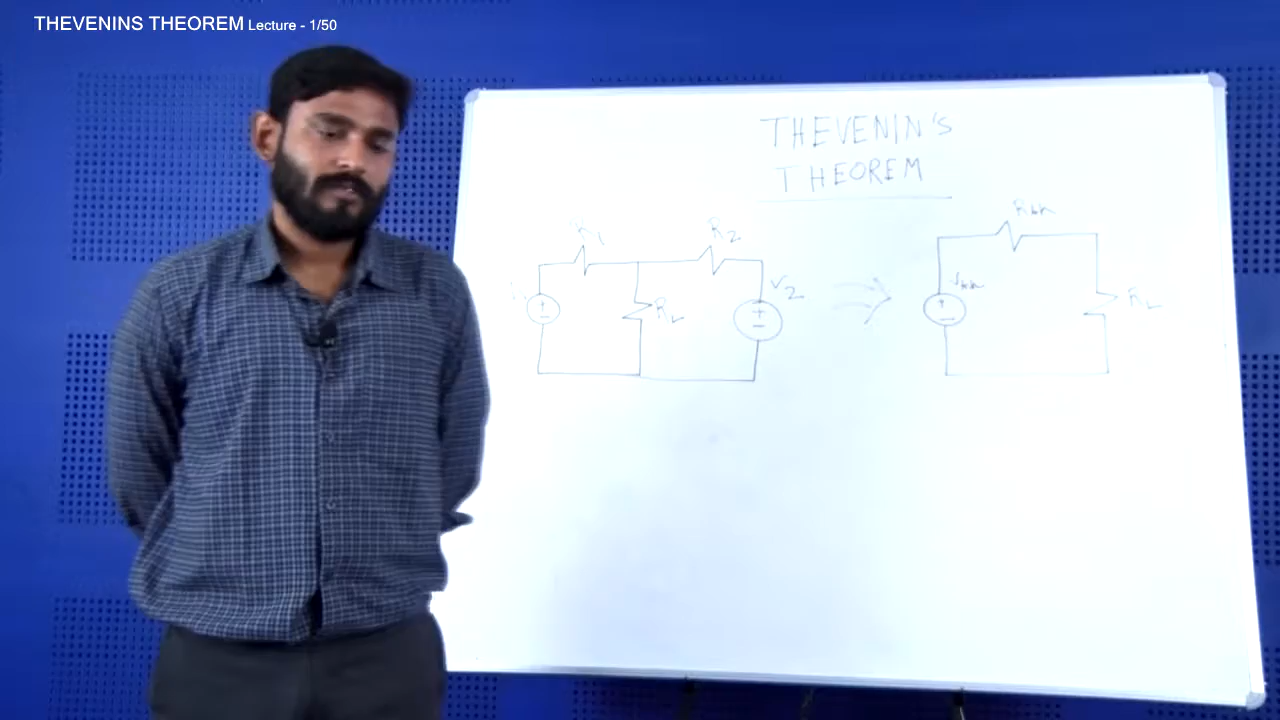 THEVENINS THEOREM Lecture - 1/50
THEVENIN'S
THEOREM
R1 R2
RL V2
Rth
Vth
RL